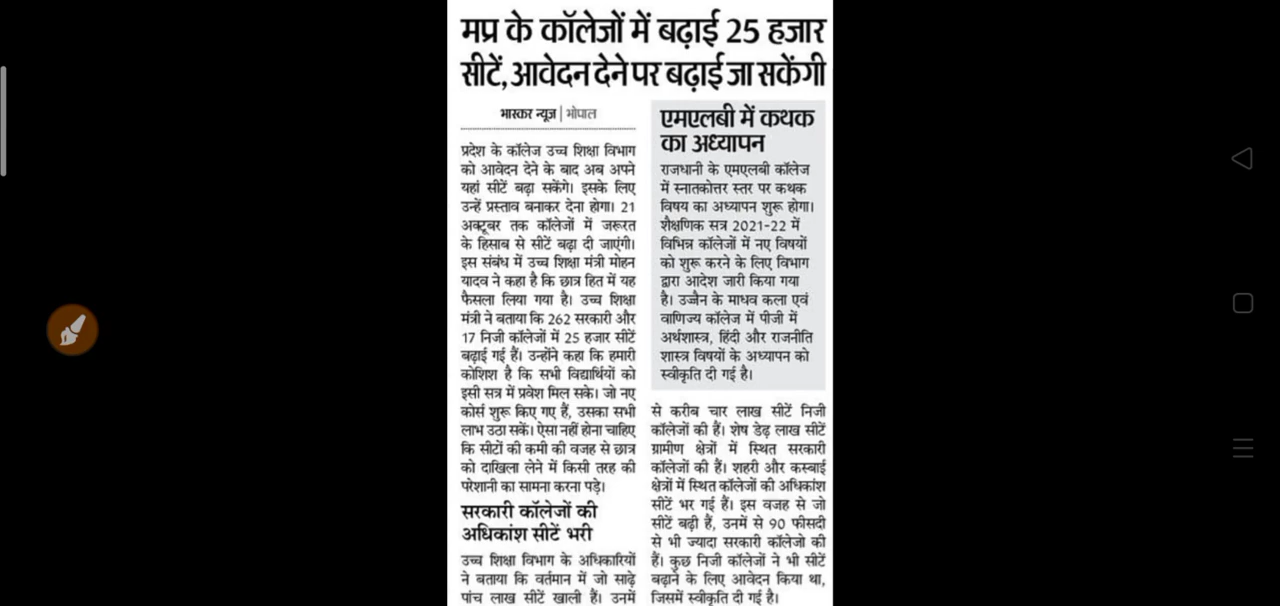 मप्र के कॉलेजों में बढ़ाई 25 हजार
सीटें, आवेदन देने पर बढ़ाई जा सकेंगी
भास्कर न्यूज | भोपाल
प्रदेश के कॉलेज उच्च शिक्षा विभाग
को आवेदन देने के बाद अब अपने
यहां सीटें बढ़ा सकेंगे। इसके लिए
उन्हें प्रस्ताव बनाकर देना होगा। 21
अक्टूबर तक कॉलेजों में जरूरत
के हिसाब से सीटें बढ़ा दी जाएंगी।
इस संबंध में उच्च शिक्षा मंत्री मोहन
यादव ने कहा है कि छात्र हित में यह
फैसला लिया गया है। उच्च शिक्षा
मंत्री ने बताया कि 262 सरकारी और
17 निजी कॉलेजों में 25 हजार सीटें
बढ़ाई गई हैं। उन्होंने कहा कि हमारी
कोशिश है कि सभी विद्यार्थियों को
इसी सत्र में प्रवेश मिल सके। जो नए
कोर्स शुरू किए गए हैं, उसका सभी
लाभ उठा सकें। ऐसा नहीं होना चाहिए
कि सीटों की कमी की वजह से छात्र
को दाखिला लेने में किसी तरह की
परेशानी का सामना करना पड़े।
सरकारी कॉलेजों की
अधिकांश सीटें भरी
उच्च शिक्षा विभाग के अधिकारियों
ने बताया कि वर्तमान में जो साढ़े
पांच लाख सीटें खाली हैं। उनमें
एमएलबी में कथक
का अध्यापन
राजधानी के एमएलबी कॉलेज
में स्नातकोत्तर स्तर पर कथक
विषय का अध्यापन शुरू होगा।
शैक्षणिक सत्र 2021-22 में
विभिन्न कॉलेजों में नए विषयों
को शुरू करने के लिए विभाग
द्वारा आदेश जारी किया गया
है। उज्जैन के माधव कला एवं
वाणिज्य कॉलेज में पीजी में
अर्थशास्त्र, हिंदी और राजनीति
शास्त्र विषयों के अध्यापन को
स्वीकृति दी गई है।
से करीब चार लाख सीटें निजी
कॉलेजों की हैं। शेष डेढ़ लाख सीटें
ग्रामीण क्षेत्रों में स्थित सरकारी
कॉलेजों की हैं। शहरी और कस्बाई
क्षेत्रों में स्थित कॉलेजों की अधिकांश
सीटें भर गई हैं। इस वजह से जो
सीटें बढ़ी हैं, उनमें से 90 फीसदी
से भी ज्यादा सरकारी कॉलेजो की
हैं। कुछ निजी कॉलेजों ने भी सीटें
बढ़ाने के लिए आवेदन किया था,
जिसमें स्वीकृति दी गई है।